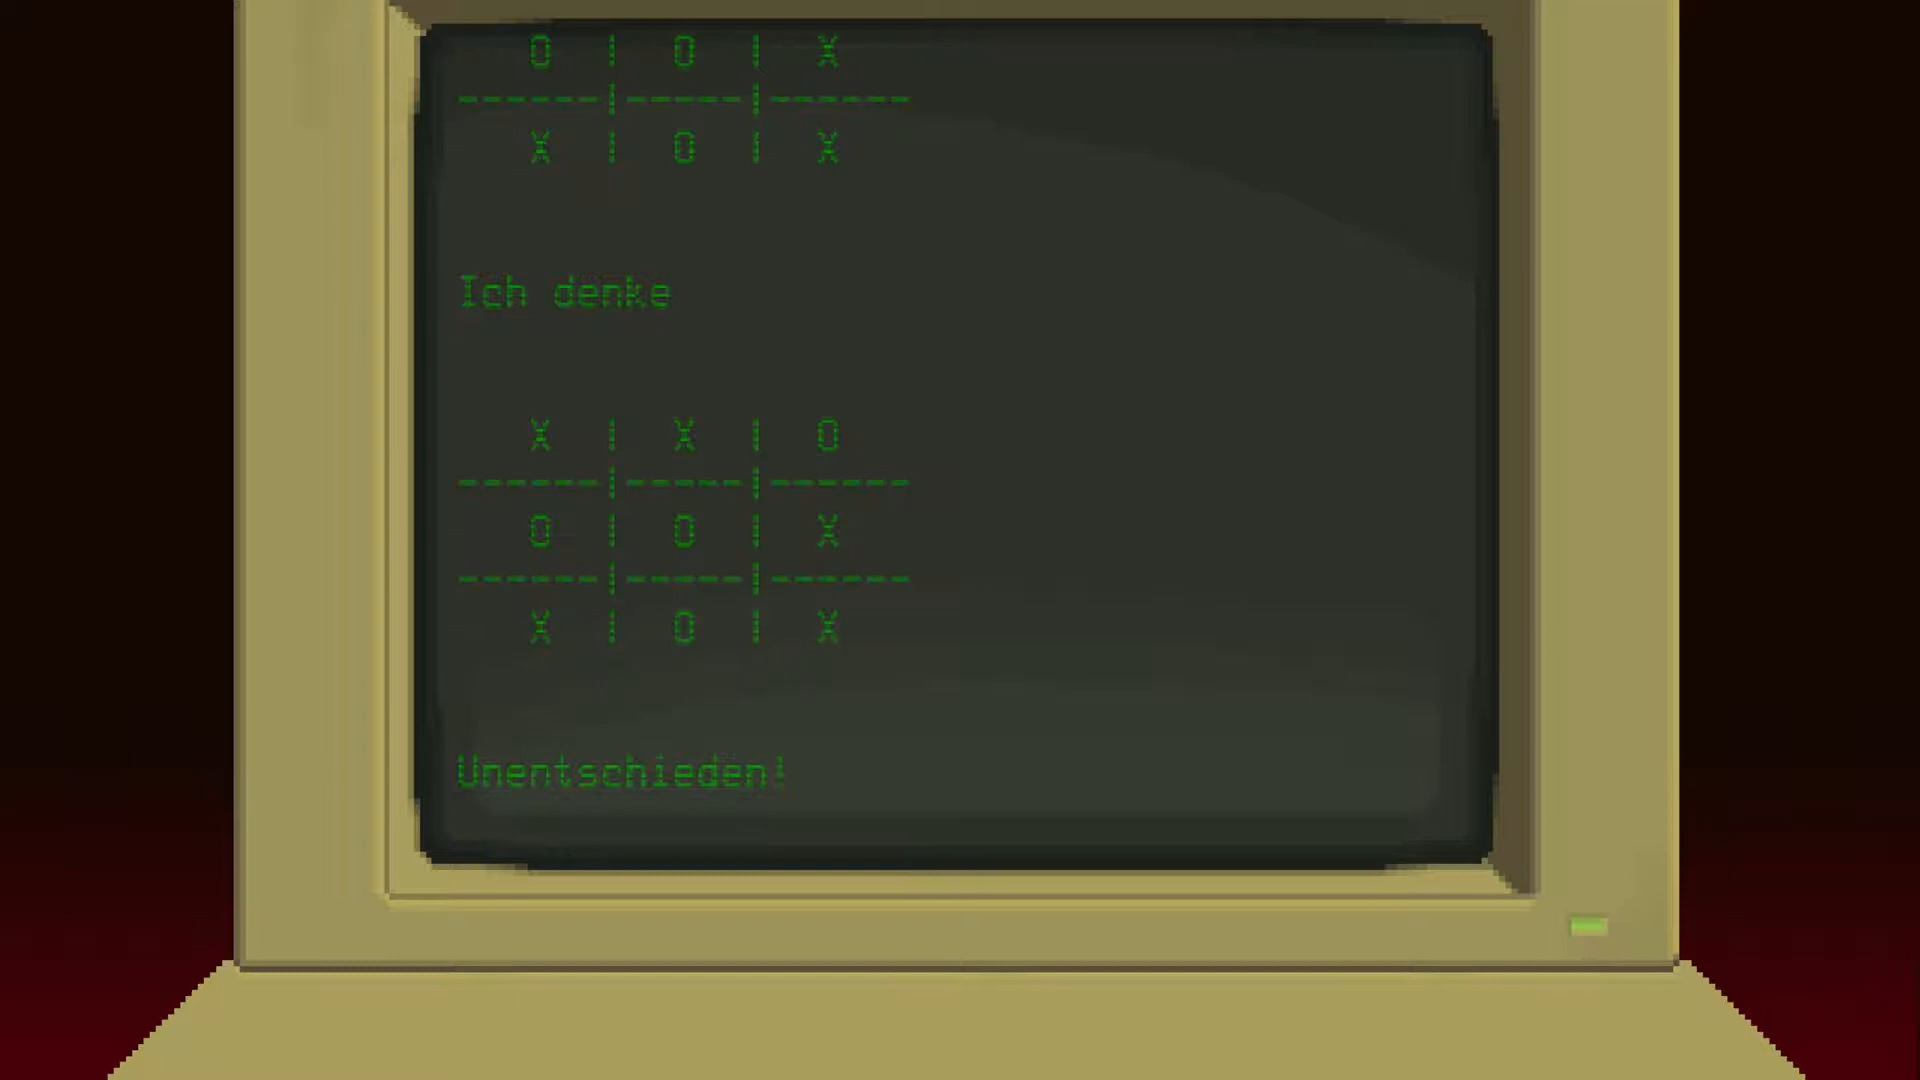 O | O | X
------|-----|------
X | O | X
Ich denke
X | X | O
------|-----|------
O | O | X
------|-----|------
X | O | X
Unentschieden!